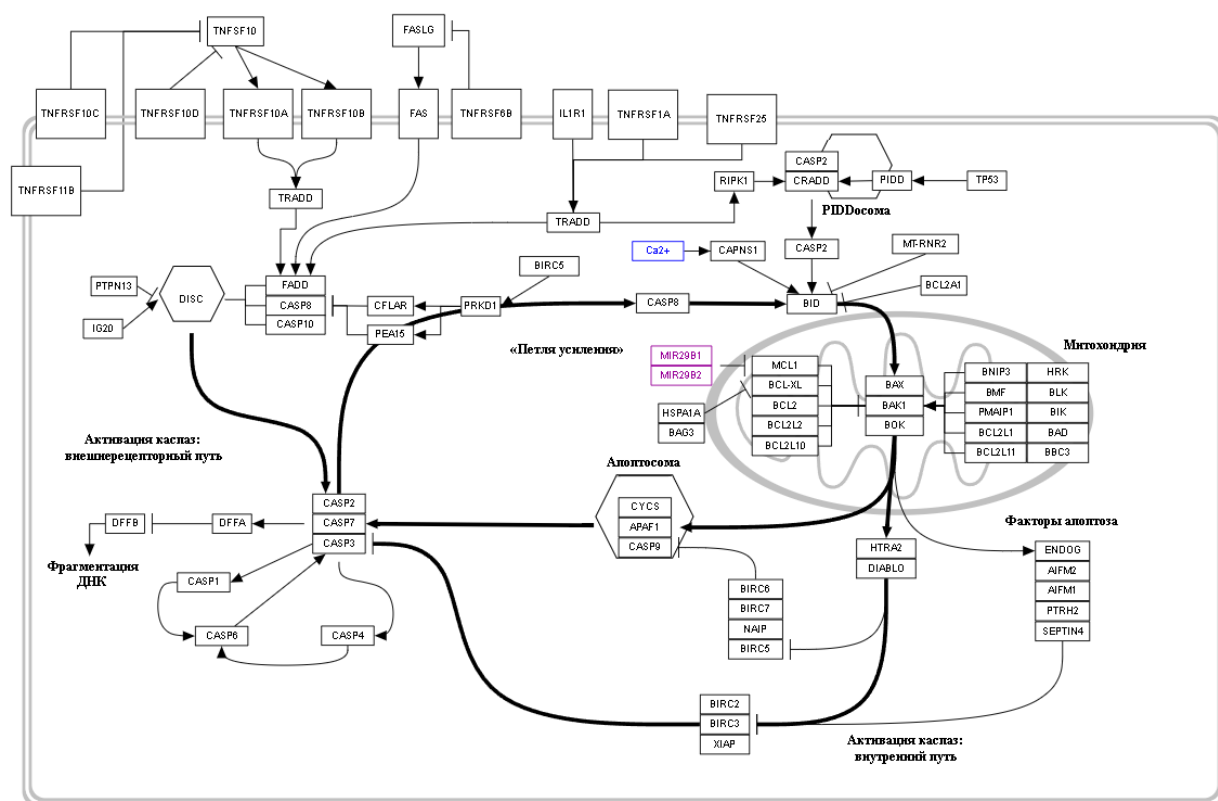 TNFSF10
FASLG
TNFRSF10C
TNFRSF10D
TNFRSF10A
TNFRSF10B
FAS
TNFRSF6B
IL1R1
TNFRSF1A
TNFRSF25
TNFRSF11B
TRADD
TRADD
RIPK1
CASP2
CRADD
PIDD
TP53
PIDDосома
CASP2
Ca2+
CAPNS1
MT-RNR2
BIRC5
BCL2A1
PTPN13
IG20
DISC
FADD
CASP8
CASP10
CFLAR
PEA15
PRKD1
CASP8
BID
«Петля усиления»
Митохондрия
MIR29B1
MIR29B2
HSPA1A
BAG3
MCL1
BCL-XL
BCL2
BCL2L2
BCL2L10
BAX
BAK1
BOK
BNIP3
HRK
BMF
BLK
PMAIP1
BIK
BCL2L1
BAD
BCL2L11
BBC3
Активация каспаз:
внешнерецепторный путь
Апоптосома
CYCS
APAF1
CASP9
CASP2
CASP7
CASP3
DFFB
DFFA
Фрагментация
ДНК
CASP1
CASP6
CASP4
HTRA2
DIABLO
Факторы апоптоза
ENDOG
AIFM2
AIFM1
PTRH2
SEPTIN4
BIRC6
BIRC7
NAIP
BIRC5
BIRC2
BIRC3
XIAP
Активация каспаз:
внутренний путь